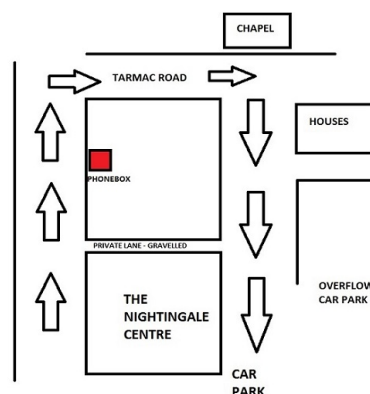 CHAPEL
TARMAC ROAD
HOUSES
PHONEBOX
PRIVATE LANE - GRAVELLED
THE
NIGHTINGALE
CENTRE
OVERFLOW
CAR PARK
CAR
PARK